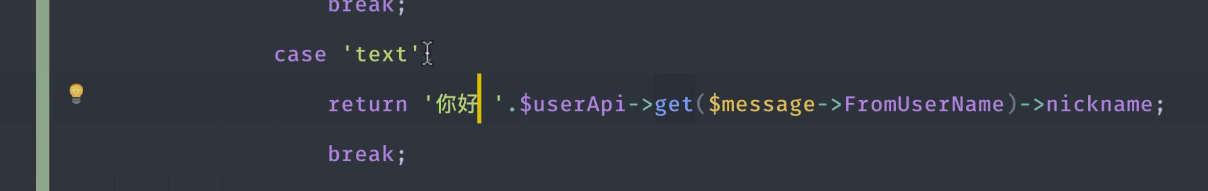 break;
case 'text':
return '你好 '.$userApi->get($message->FromUserName)->nickname;
break;